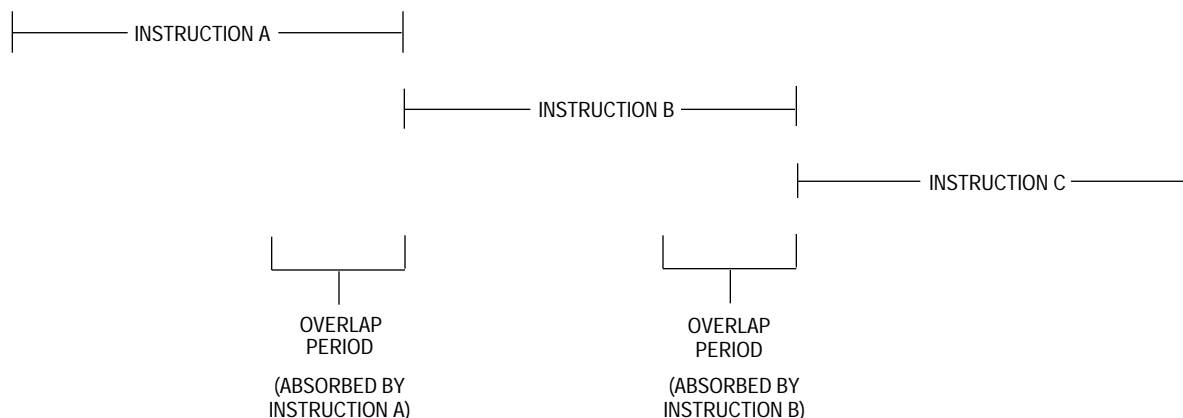 INSTRUCTION A
INSTRUCTION B
INSTRUCTION C
OVERLAP
PERIOD
(ABSORBED BY
INSTRUCTION A)
OVERLAP
PERIOD
(ABSORBED BY
INSTRUCTION B)